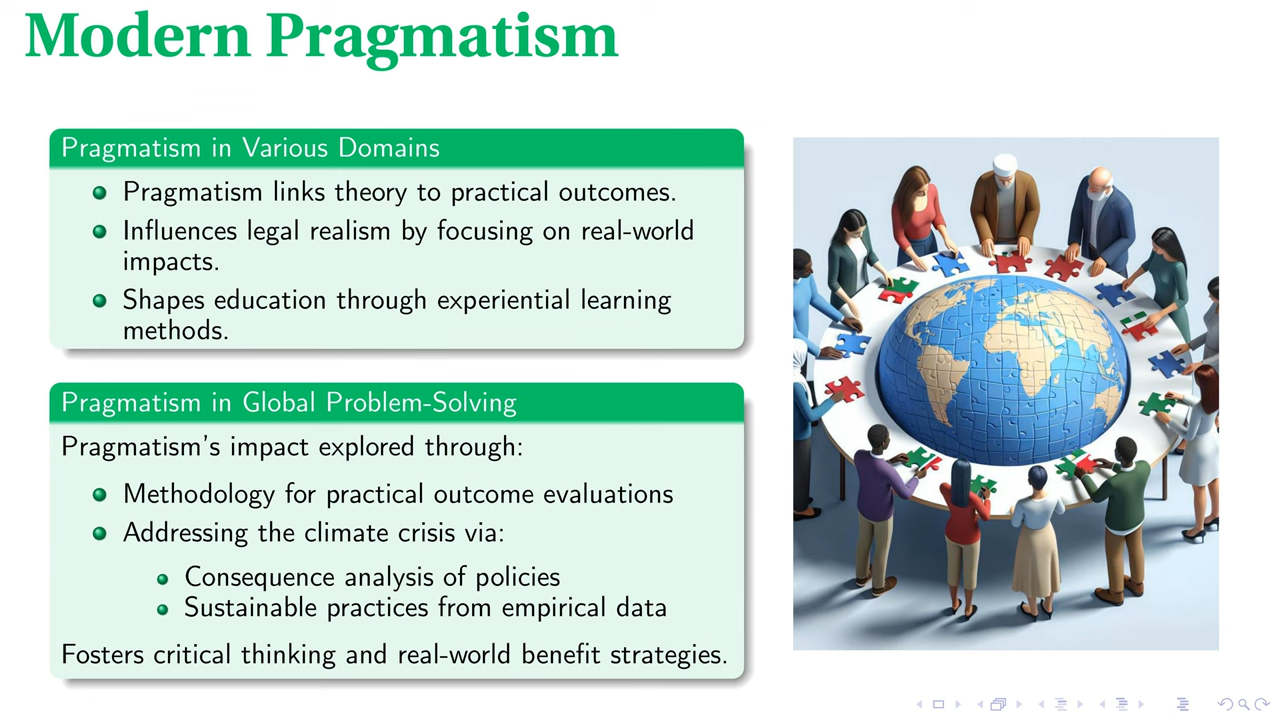 Modern Pragmatism
Pragmatism in Various Domains
Pragmatism links theory to practical outcomes.
Influences legal realism by focusing on real-world
impacts.
Shapes education through experiential learning
methods.
Pragmatism in Global Problem-Solving
Pragmatism's impact explored through:
Methodology for practical outcome evaluations
Addressing the climate crisis via:
Consequence analysis of policies
Sustainable practices from empirical data
Fosters critical thinking and real-world benefit strategies.